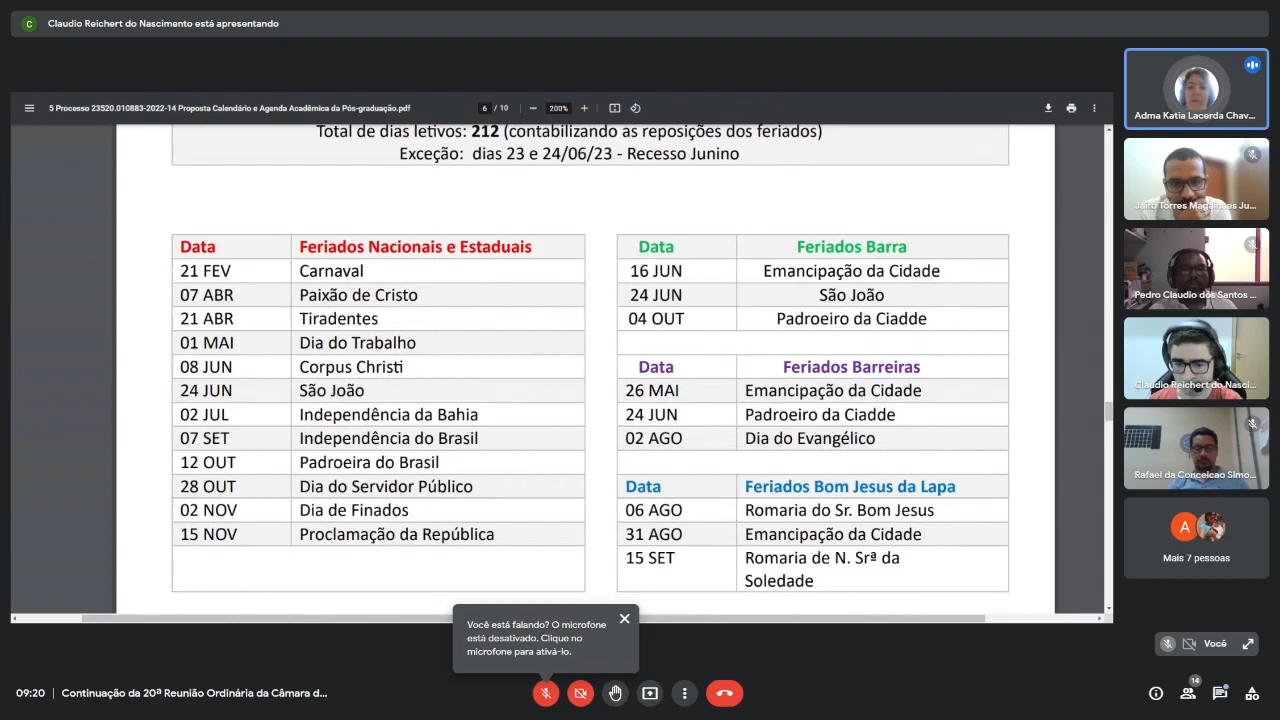 C Claudio Reichert do Nascimento está apresentando
5 Processo 23520.010883-2022-14 Proposta Calendário e Agenda Acadêmica da Pós-graduação.pdf
6 / 10
200%
Total de dias letivos: 212 (contabilizando as reposições dos feriados)
Exceção: dias 23 e 24/06/23 - Recesso Junino
Data Feriados Nacionais e Estaduais
21 FEV Carnaval
07 ABR Paixão de Cristo
21 ABR Tiradentes
01 MAI Dia do Trabalho
08 JUN Corpus Christi
24 JUN São João
02 JUL Independência da Bahia
07 SET Independência do Brasil
12 OUT Padroeira do Brasil
28 OUT Dia do Servidor Público
02 NOV Dia de Finados
15 NOV Proclamação da República
Data Feriados Barra
16 JUN Emancipação da Cidade
24 JUN São João
04 OUT Padroeiro da Ciadde
Data Feriados Barreiras
26 MAI Emancipação da Cidade
24 JUN Padroeiro da Ciadde
02 AGO Dia do Evangélico
Data Feriados Bom Jesus da Lapa
06 AGO Romaria do Sr. Bom Jesus
31 AGO Emancipação da Cidade
15 SET Romaria de N. Srª da
Soledade
Adma Katia Lacerda Chav...
Jairo Torres Magalhaes Ju...
Pedro Claudio dos Santos ...
Claudio Reichert do Nasci...
Rafael da Conceicao Simo...
A
Mais 7 pessoas
Você está falando? O microfone
está desativado. Clique no
microfone para ativá-lo.
Você
09:20 Continuação da 20ª Reunião Ordinária da Câmara d...
14